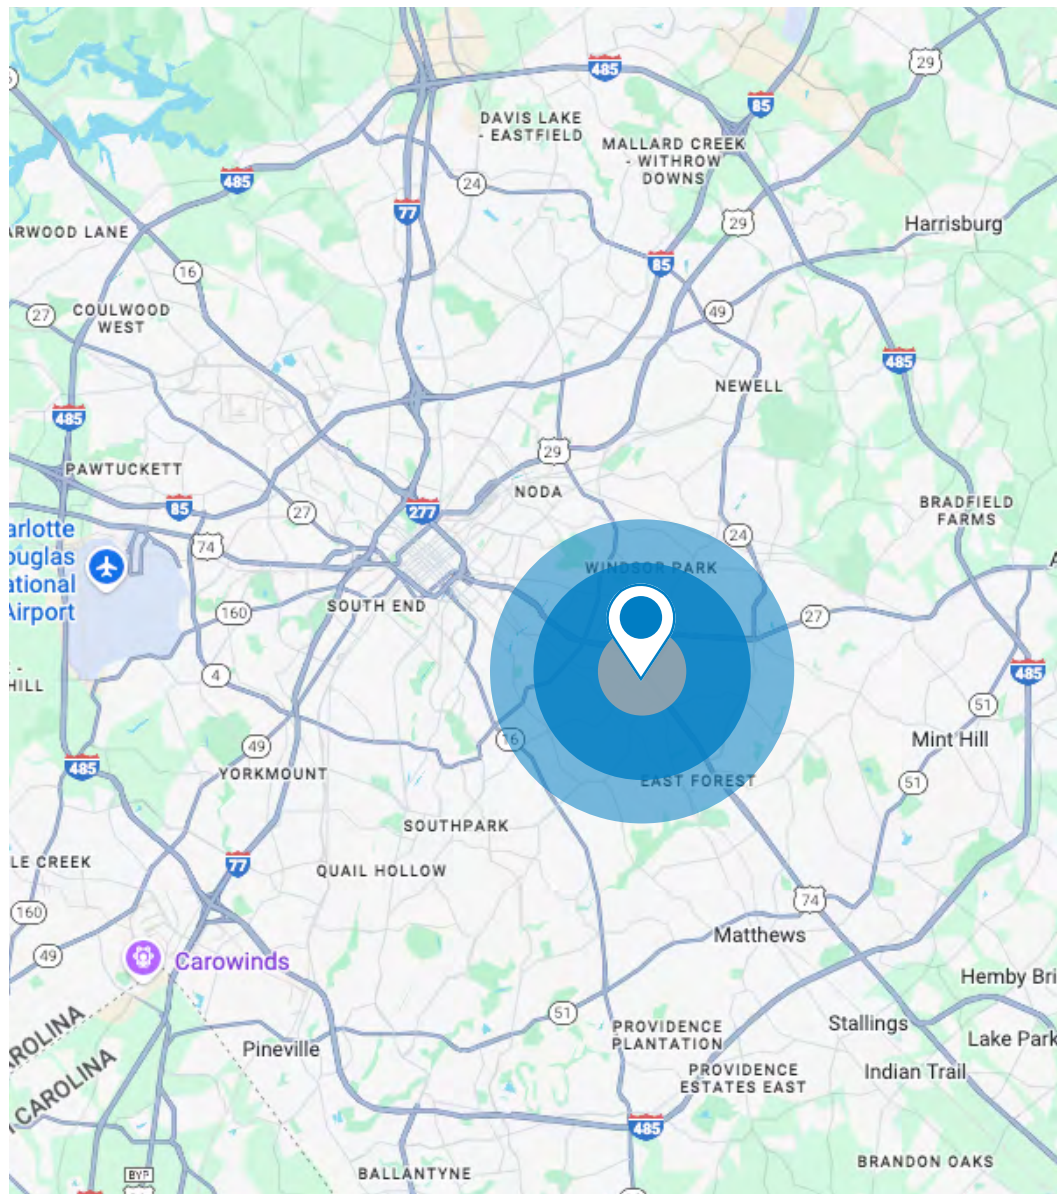 485
29
85
DAVIS LAKE
- EASTFIELD
MALLARD CREEK
- WITHROW
DOWNS
485
24
77
29
Harrisburg
ARWOOD LANE
85
16
COULWOOD
WEST
27
49
485
NEWELL
485
PAWTUCKETT
29
NODA
BRADFIELD
FARMS
85
27
277
24
74
arlotte
ouglas
ational
Airport
WINDSOR PARK
160
SOUTH END
27
HILL
4
485
51
16
Mint Hill
49
485
YORKMOUNT
EAST FOREST
51
SOUTHPARK
LE CREEK
77
QUAIL HOLLOW
160
74
Matthews
49
Carowinds
Hemby Bri
51
PROVIDENCE
PLANTATION
Stallings
Lake Park
AROLINA
CAROLINA
Pineville
PROVIDENCE
ESTATES EAST
Indian Trail
485
BALLANTYNE
BRANDON OAKS
BYP